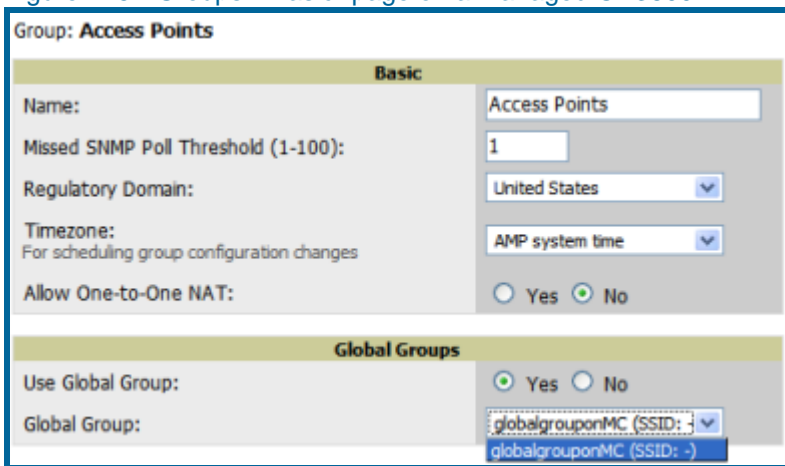 Group: Access Points
Basic
Name: Access Points
Missed SNMP Poll Threshold (1-100): 1
Regulatory Domain: United States
Timezone: AMP system time
For scheduling group configuration changes
Allow One-to-One NAT: Yes No
Global Groups
Use Global Group: Yes No
Global Group: globalgrouponMC (SSID: -
globalgrouponMC (SSID: -)